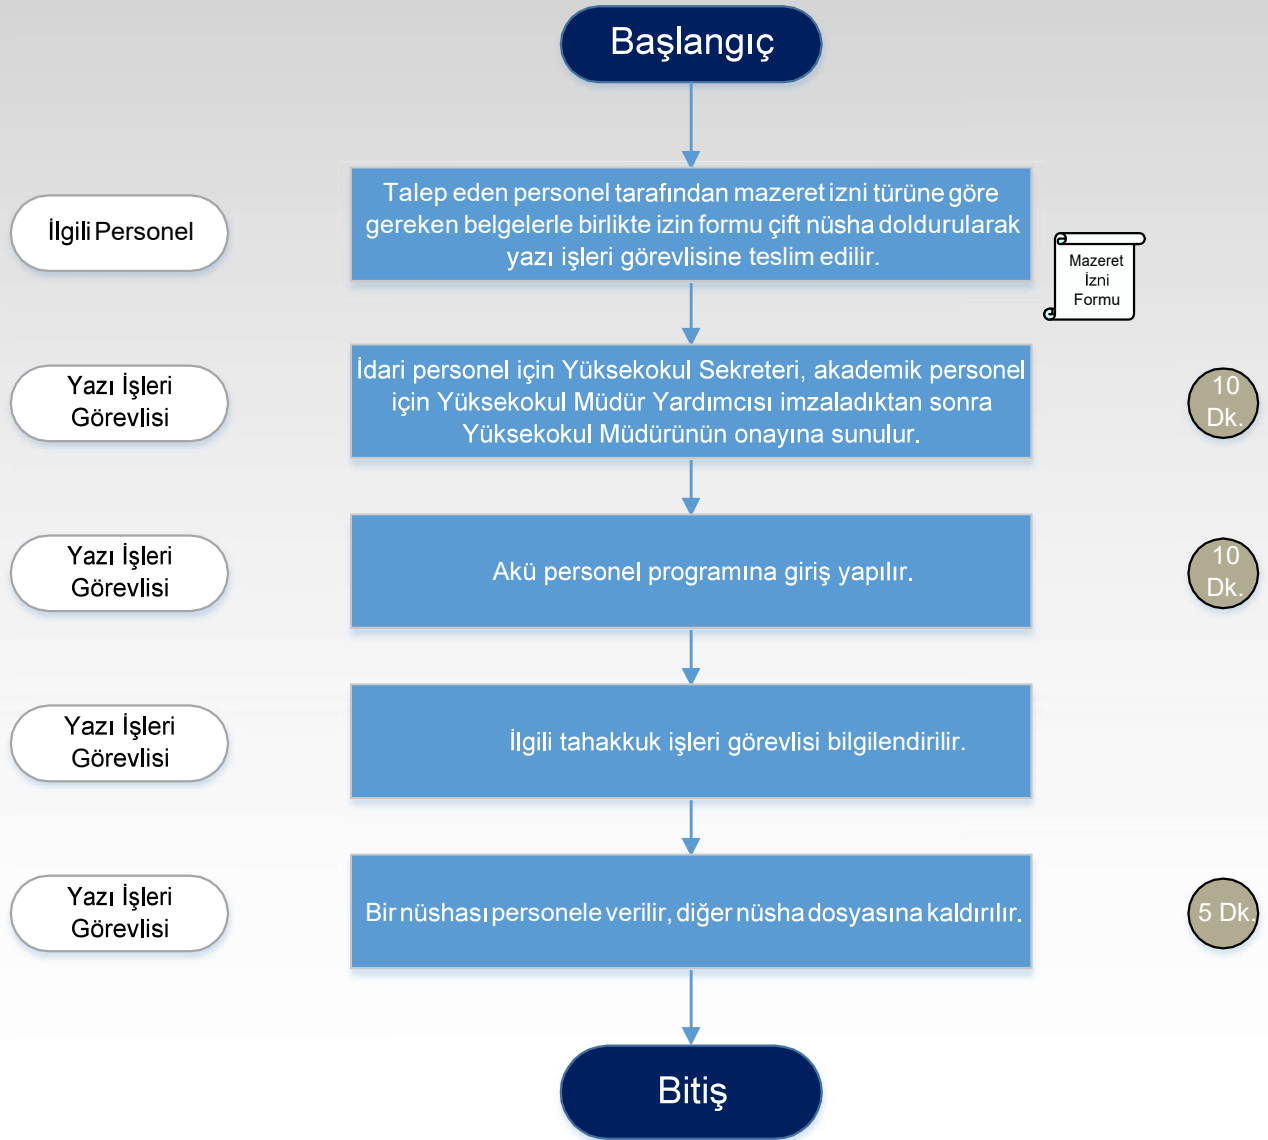 Başlangıç
İlgili Personel
Talep eden personel tarafından mazeret izni türüne göre
gereken belgelerle birlikte izin formu çift nüsha doldurularak
yazı işleri görevlisine teslim edilir.
Mazeret
İzni
Formu
Yazı İşleri
Görevlisi
İdari personel için Yüksekokul Sekreteri, akademik personel
için Yüksekokul Müdür Yardımcısı imzaladıktan sonra
Yüksekokul Müdürünün onayına sunulur.
10
Dk.
Yazı İşleri
Görevlisi
Akü personel programına giriş yapılır.
10
Dk.
Yazı İşleri
Görevlisi
İlgili tahakkuk işleri görevlisi bilgilendirilir.
Yazı İşleri
Görevlisi
Bir nüshası personele verilir, diğer nüsha dosyasına kaldırılır.
5 Dk.
Bitiş